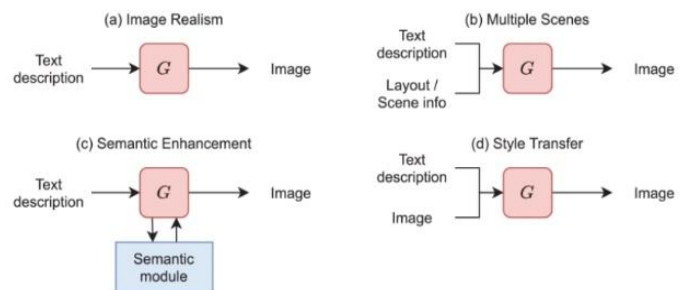 (a) Image Realism
Text
description
G
Image
(b) Multiple Scenes
Text
description
Layout /
Scene info
G
Image
(c) Semantic Enhancement
Text
description
G
Image
Semantic
module
(d) Style Transfer
Text
description
Image
G
Image